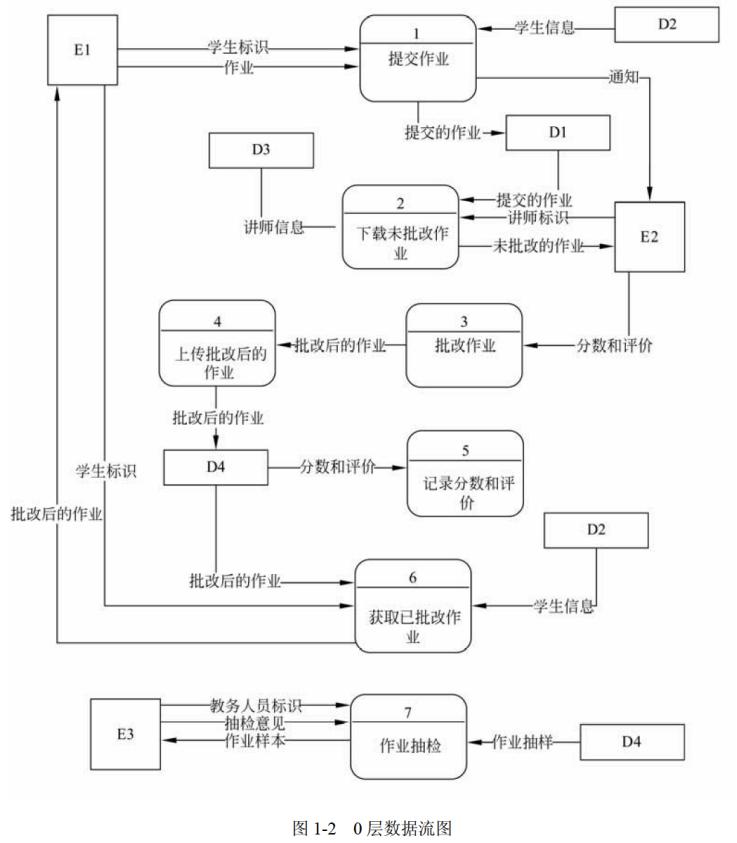 E1
学生标识
作业
1
提交作业
学生信息
D2
通知
提交的作业
D1
D3
讲师信息
2
下载未批改作
业
提交的作业
讲师标识
未批改的作业
E2
4
上传批改后的
作业
批改后的作业
3
批改作业
分数和评价
批改后的作业
D4
分数和评价
5
记录分数和评
价
学生标识
批改后的作业
D2
批改后的作业
6
获取已批改作
业
学生信息
E3
教务人员标识
抽检意见
作业样本
7
作业抽检
作业抽样
D4
图 1-2 0 层数据流图